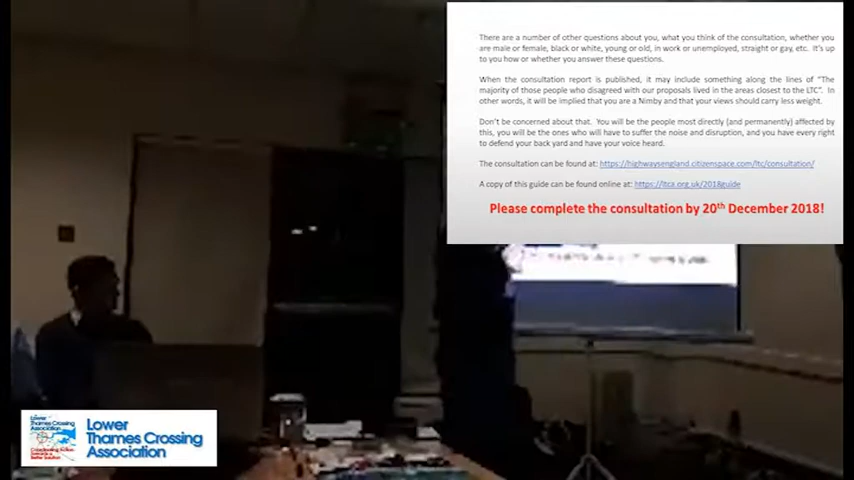 There are a number of other questions about you, what you think of the consultation, whether you
are male or female, black or white, young or old, in work or unemployed, straight or gay, etc. It's up
to you how or whether you answer these questions.
When the consultation report is published, it may include something along the lines of "The
majority of those people who disagreed with our proposals lived in the areas closest to the LTC". In
other words, it will be implied that you are a Nimby and that your views should carry less weight.
Don't be concerned about that. You will be the people most directly (and permanently) affected by
this, you will be the ones who will have to suffer the noise and disruption, and you have every right
to defend your back yard and have your voice heard.
The consultation can be found at: https://highwaysengland.citizenspace.com/ltc/consultation/
A copy of this guide can be found online at: https://ltca.org.uk/2018guide
Please complete the consultation by 20th December 2018!
Lower
Thames Crossing
Association
Lower
Thames Crossing
Association